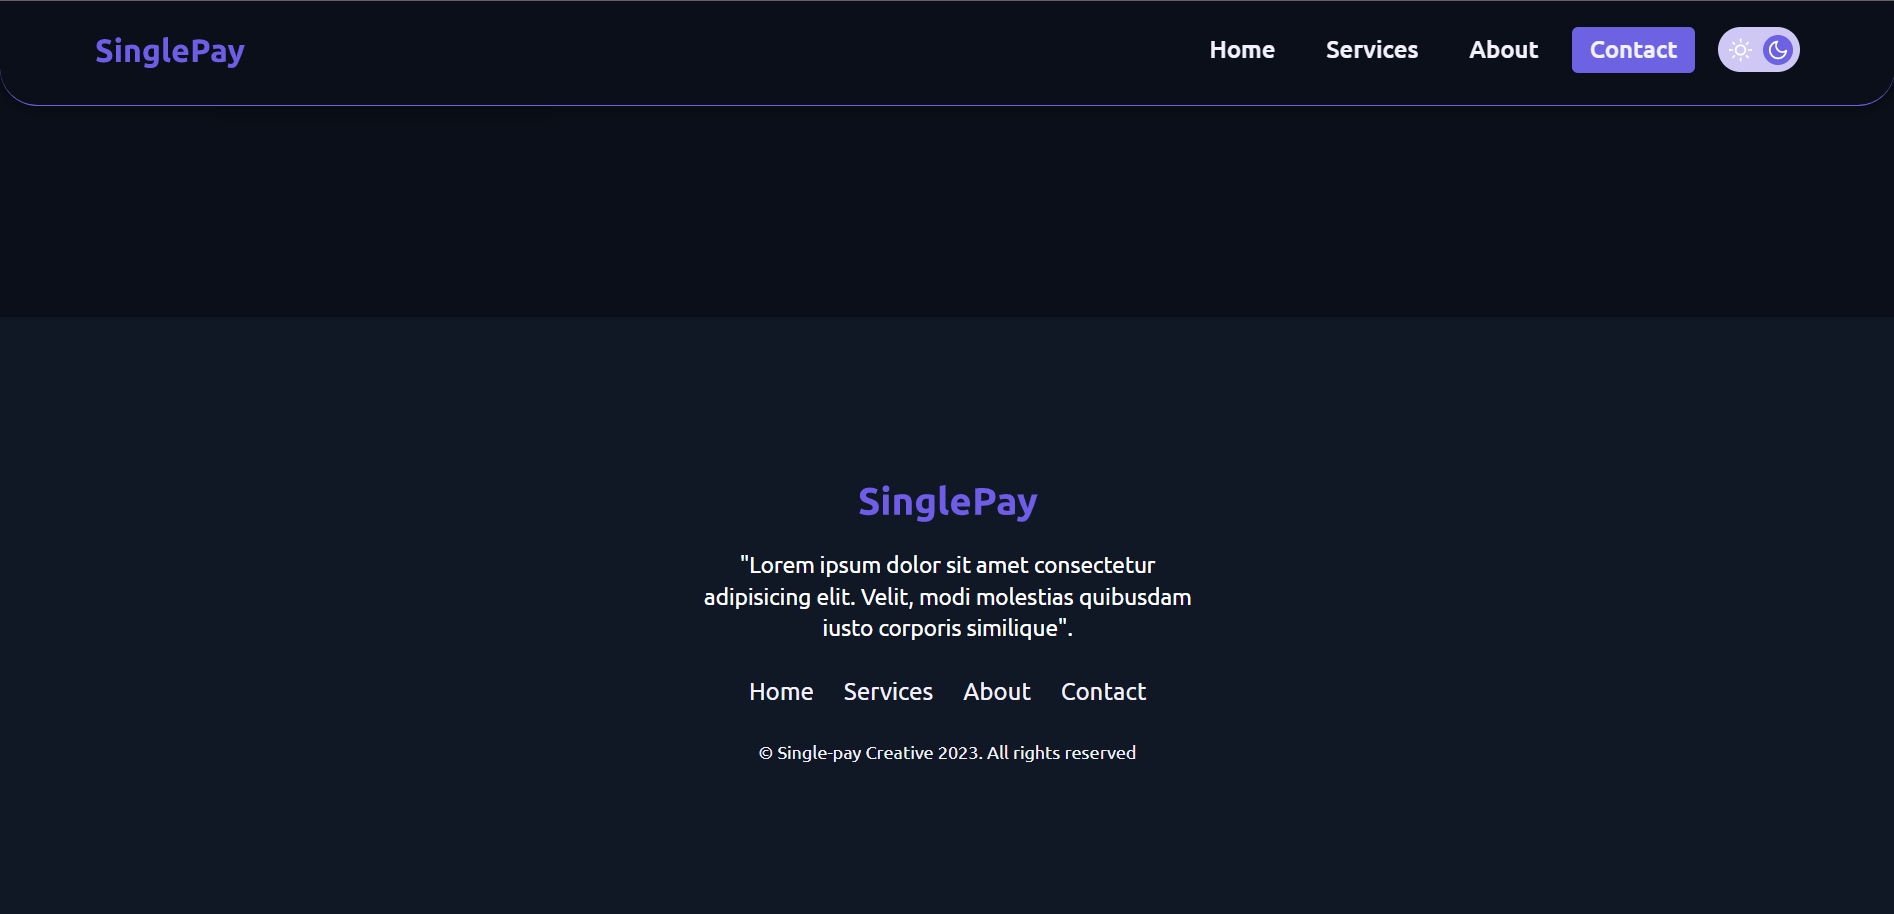 SinglePay
Home Services About Contact
SinglePay
"Lorem ipsum dolor sit amet consectetur
adipisicing elit. Velit, modi molestias quibusdam
iusto corporis similique".
Home Services About Contact
© Single-pay Creative 2023. All rights reserved